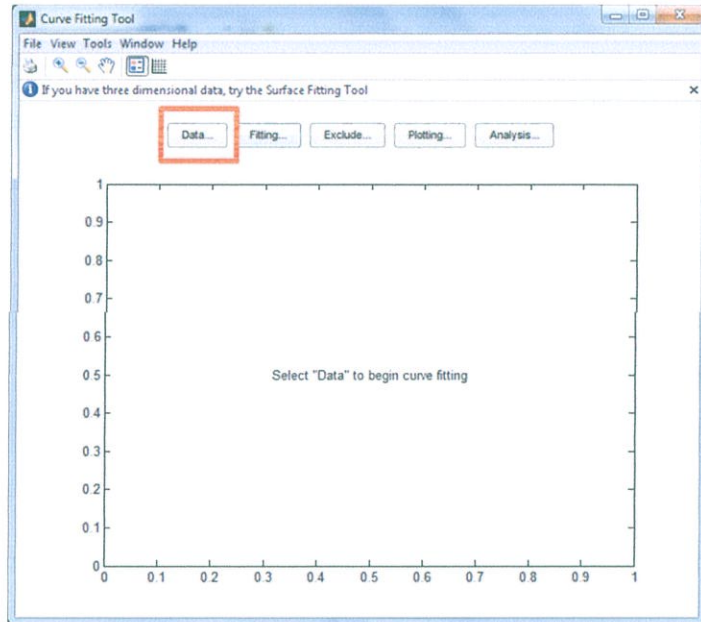 Curve Fitting Tool
File View Tools Window Help
If you have three dimensional data, try the Surface Fitting Tool
Data... Fitting... Exclude... Plotting... Analysis...
1
0.9
0.8
0.7
0.6
0.5
Select "Data" to begin curve fitting
0.4
0.3
0.2
0.1
0
0 0.1 0.2 0.3 0.4 0.5 0.6 0.7 0.8 0.9 1